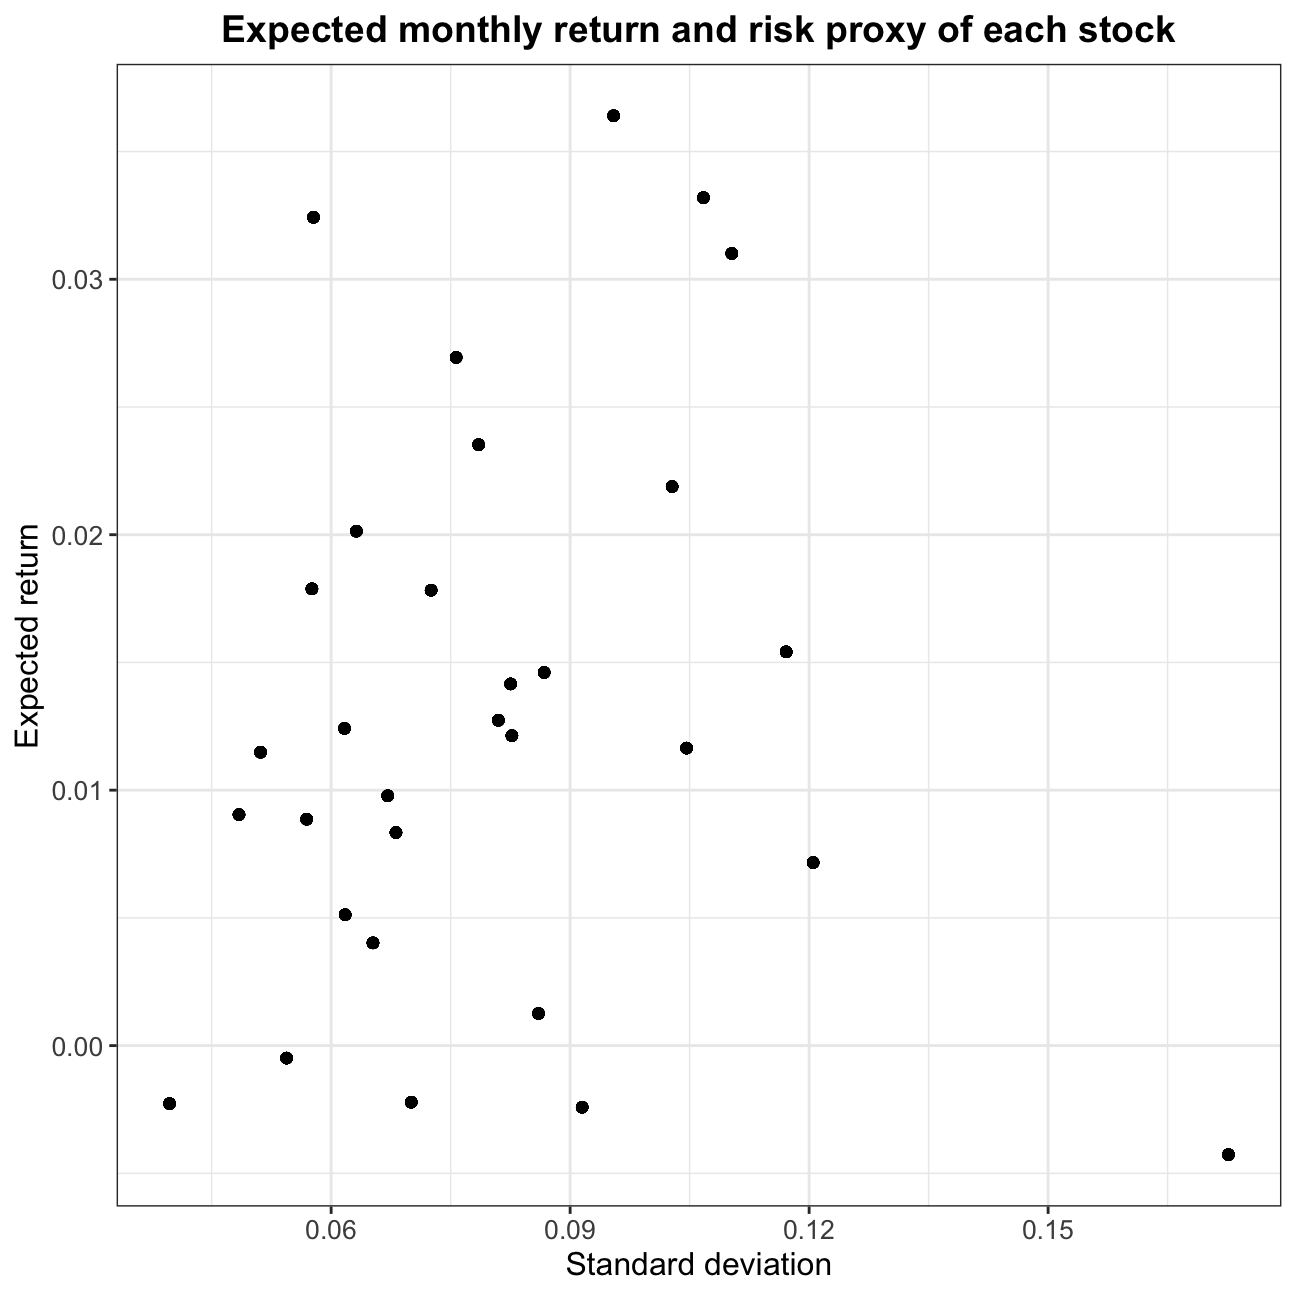 Expected monthly return and risk proxy of each stock
Expected return
0.03
0.02
0.01
0.00
0.06 0.09 0.12 0.15
Standard deviation